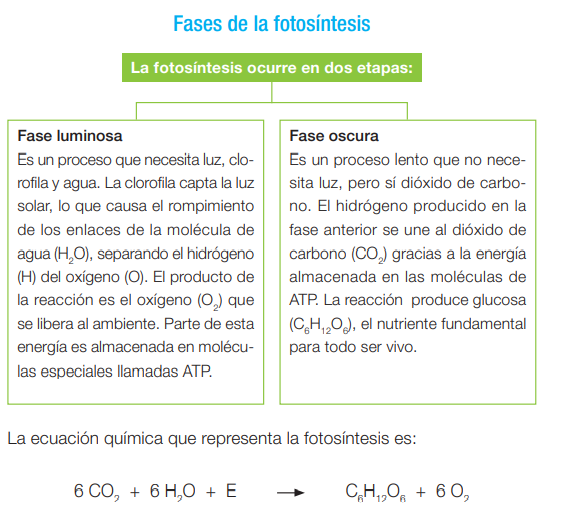 Fases de la fotosíntesis
La fotosíntesis ocurre en dos etapas:
Fase luminosa
Es un proceso que necesita luz, clo-
rofila y agua. La clorofila capta la luz
solar, lo que causa el rompimiento
de los enlaces de la molécula de
agua (H₂O), separando el hidrógeno
(H) del oxígeno (O). El producto de
la reacción es el oxígeno (O₂) que
se libera al ambiente. Parte de esta
energía es almacenada en molécu-
las especiales llamadas ATP.
Fase oscura
Es un proceso lento que no nece-
sita luz, pero sí dióxido de carbo-
no. El hidrógeno producido en la
fase anterior se une al dióxido de
carbono (CO₂) gracias a la energía
almacenada en las moléculas de
ATP. La reacción produce glucosa
(C₆H₁₂O₆), el nutriente fundamental
para todo ser vivo.
La ecuación química que representa la fotosíntesis es:
6 CO₂ + 6 H₂O + E → C₆H₁₂O₆ + 6 O₂